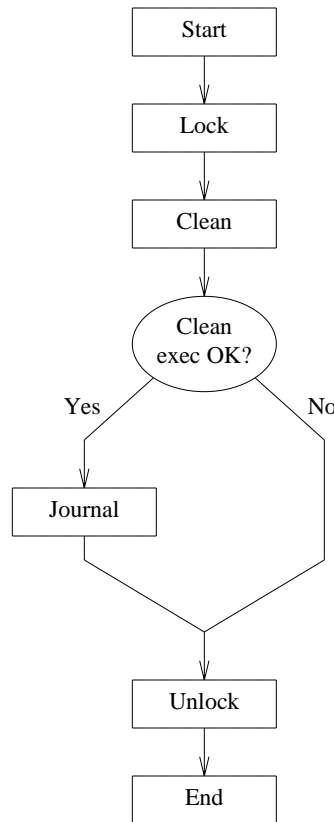 Start
Lock
Clean
Clean
exec OK?
Yes
No
Journal
Unlock
End